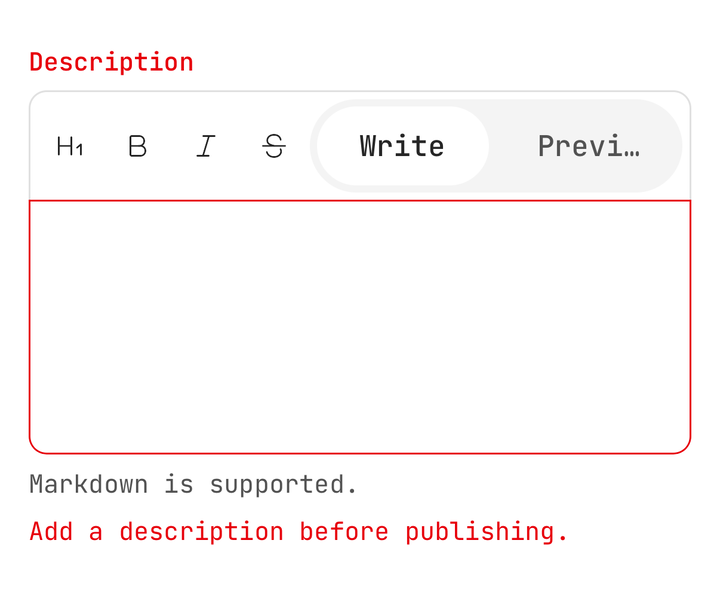 Description
H1 B I S Write Previ…
Markdown is supported.
Add a description before publishing.